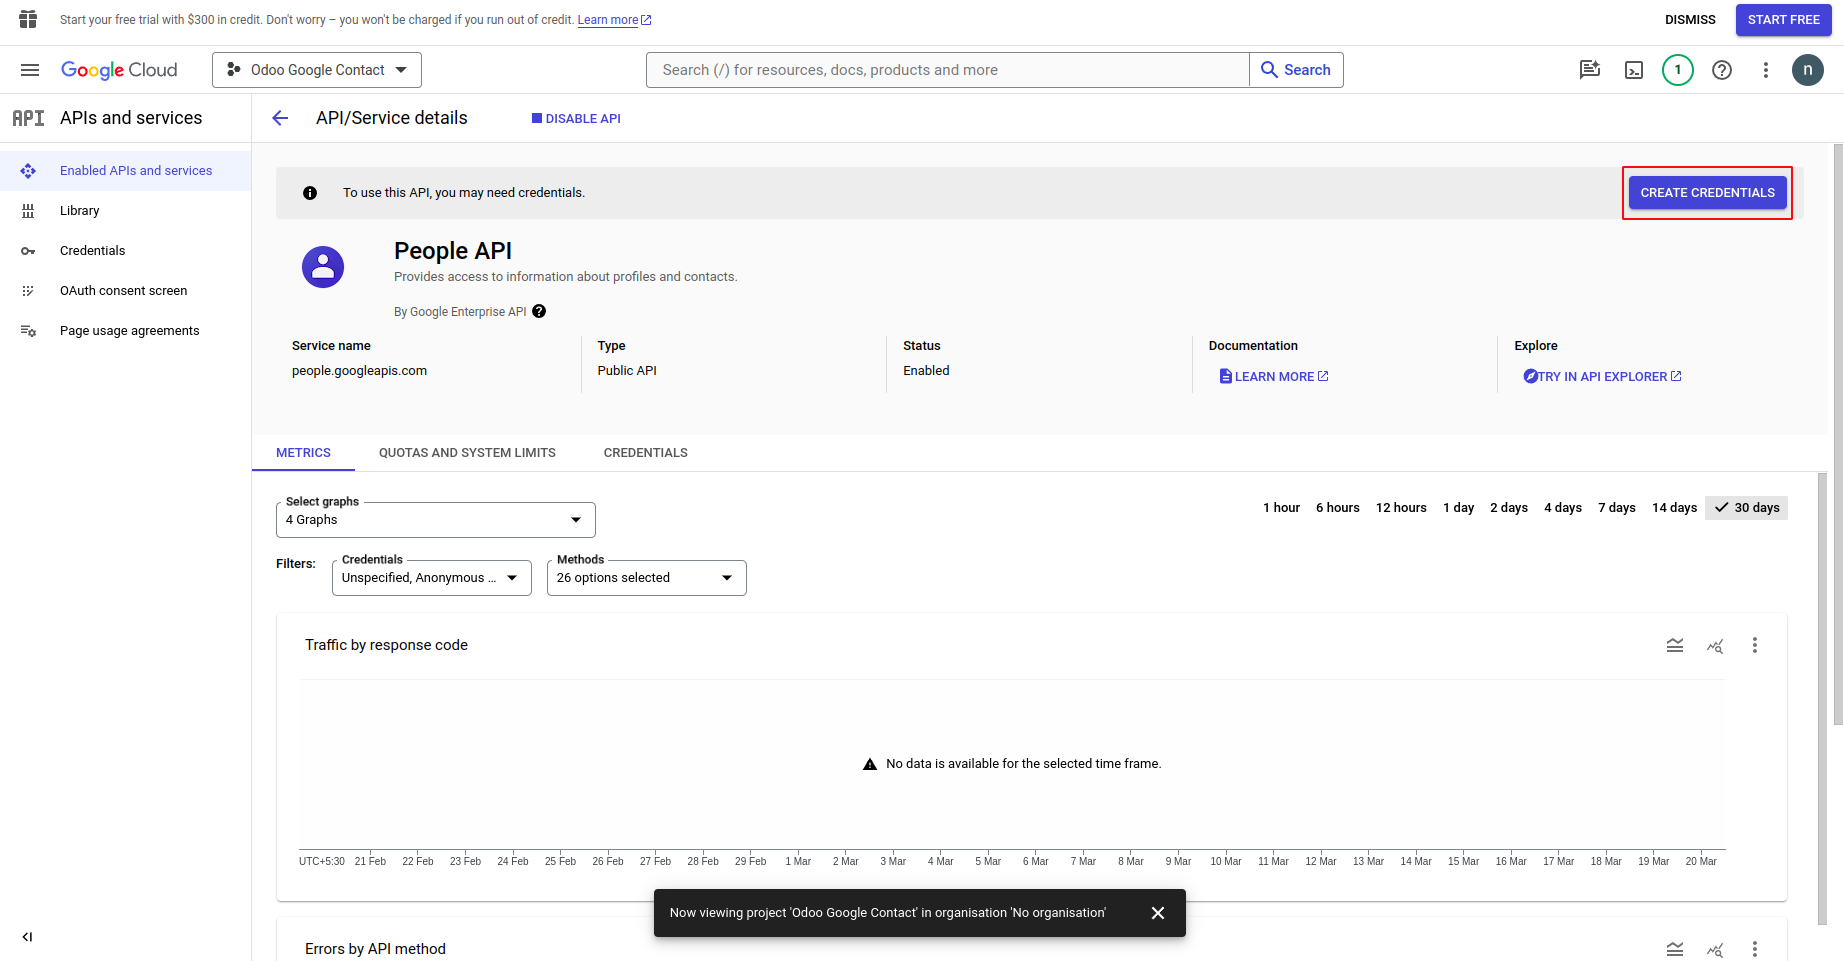 Start your free trial with $300 in credit. Don't worry – you won't be charged if you run out of credit. Learn more
DISMISS
START FREE
Google Cloud
Odoo Google Contact
Search (/) for resources, docs, products and more
Search
1
n
API
APIs and services
API/Service details
DISABLE API
Enabled APIs and services
Library
Credentials
OAuth consent screen
Page usage agreements
To use this API, you may need credentials.
CREATE CREDENTIALS
People API
Provides access to information about profiles and contacts.
By Google Enterprise API
Service name
people.googleapis.com
Type
Public API
Status
Enabled
Documentation
LEARN MORE
Explore
TRY IN API EXPLORER
METRICS
QUOTAS AND SYSTEM LIMITS
CREDENTIALS
Select graphs
4 Graphs
1 hour
6 hours
12 hours
1 day
2 days
4 days
7 days
14 days
30 days
Filters:
Credentials
Unspecified, Anonymous ...
Methods
26 options selected
Traffic by response code
No data is available for the selected time frame.
UTC+5:30 21 Feb 22 Feb 23 Feb 24 Feb 25 Feb 26 Feb 27 Feb 28 Feb 29 Feb 1 Mar 2 Mar 3 Mar 4 Mar 5 Mar 6 Mar 7 Mar 8 Mar 9 Mar 10 Mar 11 Mar 12 Mar 13 Mar 14 Mar 15 Mar 16 Mar 17 Mar 18 Mar 19 Mar 20 Mar
Now viewing project 'Odoo Google Contact' in organisation 'No organisation'
Errors by API method